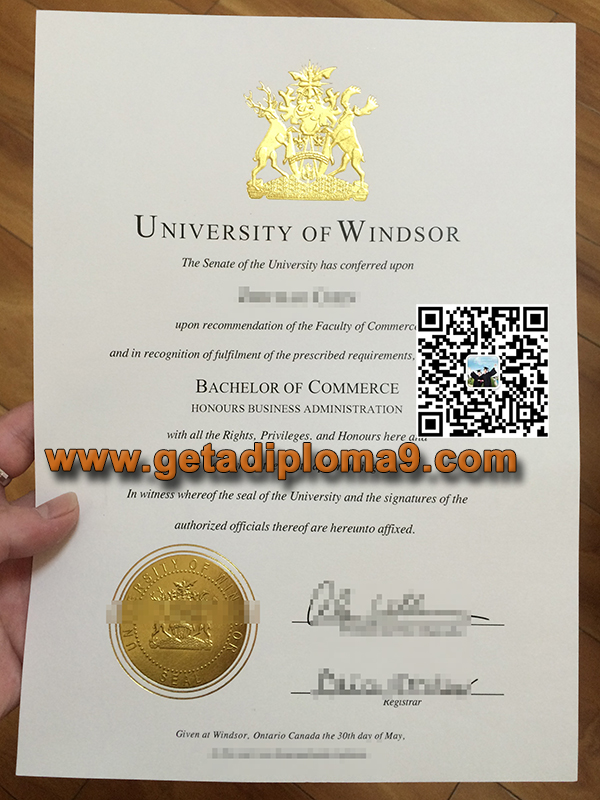 UNIVERSITY OF WINDSOR
The Senate of the University has conferred upon
upon recommendation of the Faculty of Commerce
and in recognition of fulfilment of the prescribed requirements,
BACHELOR OF COMMERCE
HONOURS BUSINESS ADMINISTRATION
with all the Rights, Privileges. and Honours here and
www.getadiploma9.com
In witness whereof the seal of the University and the signatures of the
authorized officials thereof are hereunto affixed.
SEAL
Registrar
Given at Windsor, Ontario Canada the 30th day of May,